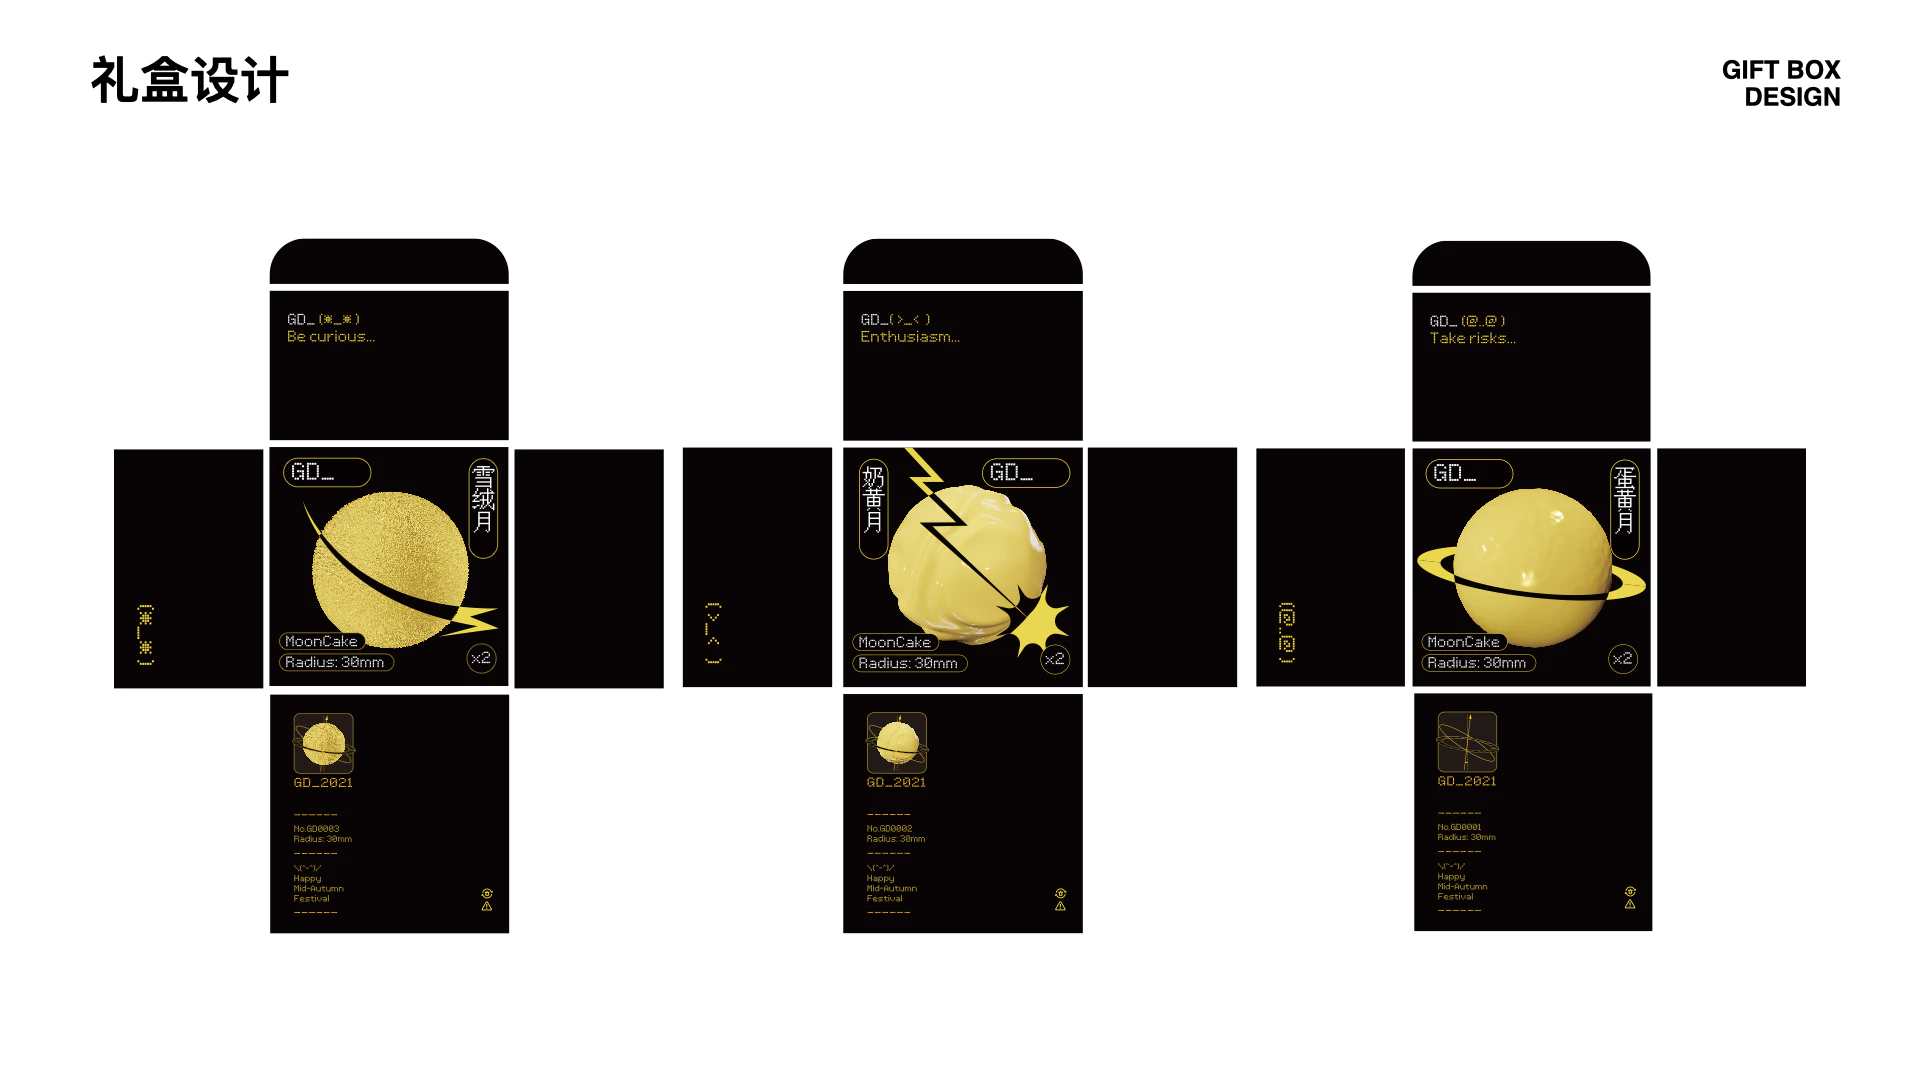 礼盒设计
GIFT BOX
DESIGN
GD_(※_※)
Be curious...
GD_
雪绒月
MoonCake
Radius: 30mm
x2
(※_※)
GD_2021
------
No.GD0003
Radius: 30mm
------
\(^-^)/
Happy
Mid-Autumn
Festival
------
GD_(>_< )
Enthusiasm...
奶黄月
GD_
MoonCake
Radius: 30mm
x2
(>_< )
GD_2021
------
No.GD0002
Radius: 30mm
------
\(^-^)/
Happy
Mid-Autumn
Festival
------
GD_(@..@)
Take risks...
GD_
蛋黄月
MoonCake
Radius: 30mm
x2
(@..@)
GD_2021
------
No.GD0001
Radius: 30mm
------
\(^-^)/
Happy
Mid-Autumn
Festival
------